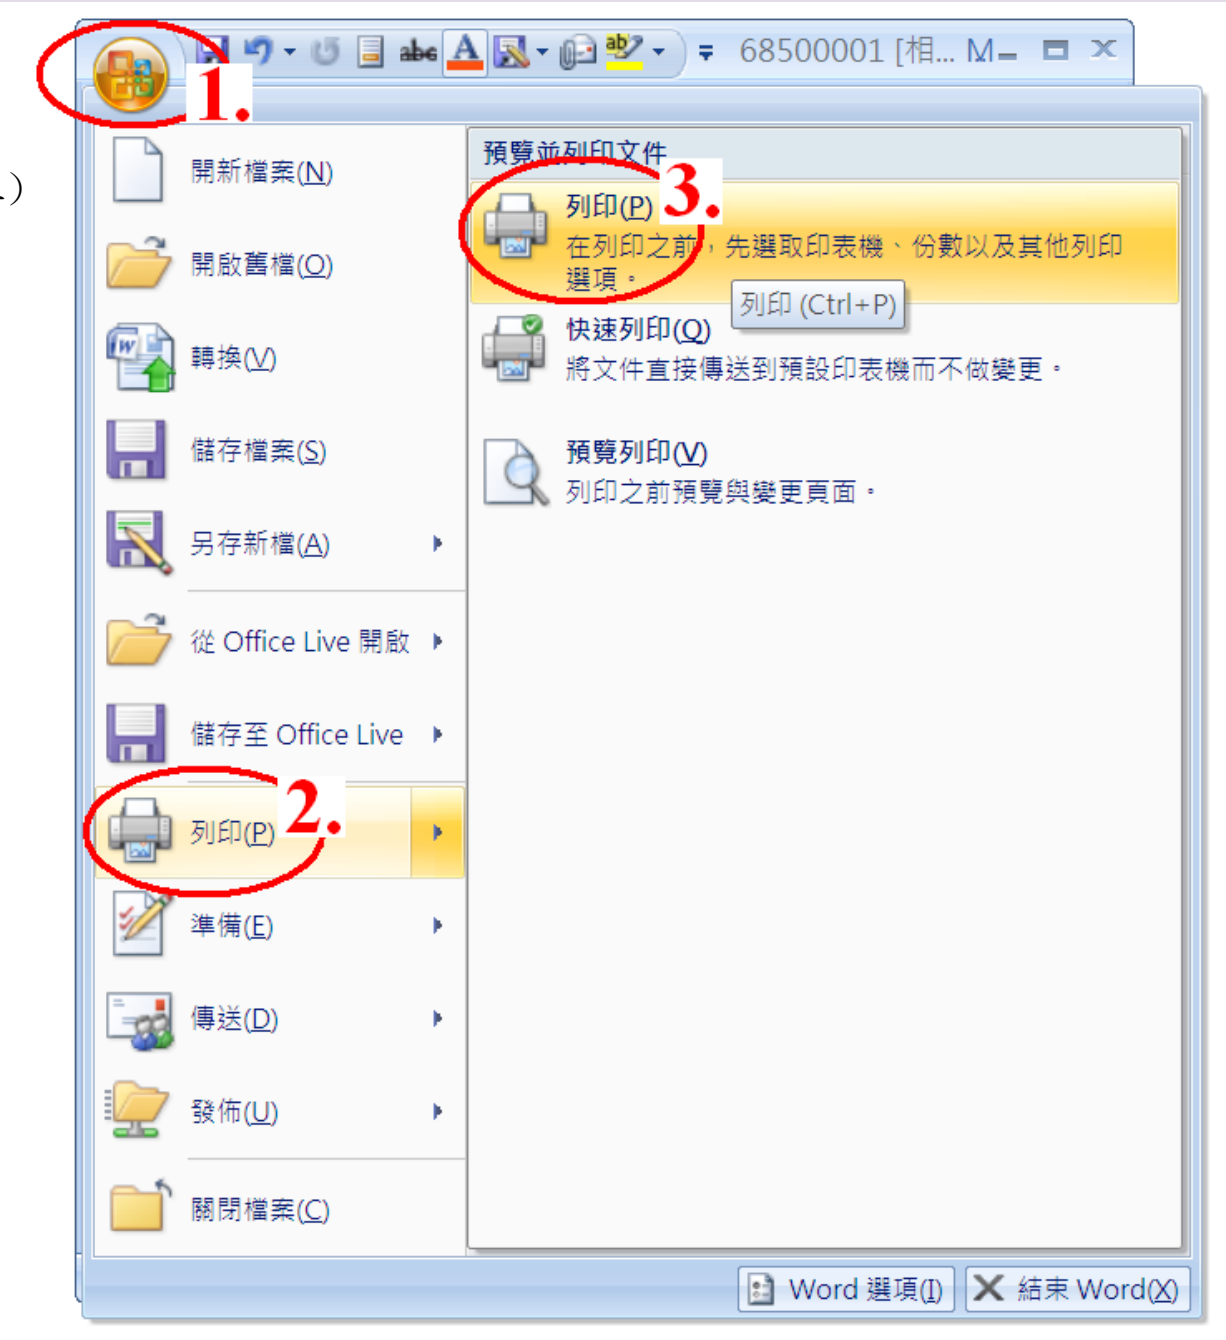 abc A ab 68500001 [相... M
1.
開新檔案(N)
開啟舊檔(O)
轉換(V)
儲存檔案(S)
另存新檔(A)
從 Office Live 開啟
儲存至 Office Live
列印(P)
2.
準備(E)
傳送(D)
發佈(U)
關閉檔案(C)
預覽並列印文件
列印(P)
3.
在列印之前，先選取印表機、份數以及其他列印
選項。
列印 (Ctrl+P)
快速列印(Q)
將文件直接傳送到預設印表機而不做變更。
預覽列印(V)
列印之前預覽與變更頁面。
Word 選項(I)
結束 Word(X)